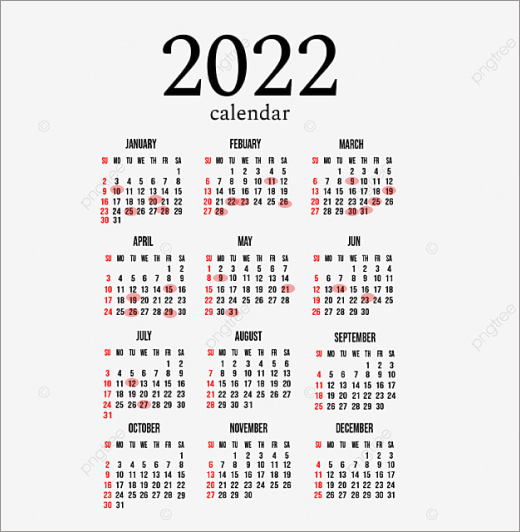 2022
calendar
JANUARY
SU MO TU WE TH FR SA
1
2 3 4 5 6 7 8
9 10 11 12 13 14 15
16 17 18 19 20 21 22
23 24 25 26 27 28 29
30 31
FEBUARY
SU MO TU WE TH FR SA
1 2 3 4 5
6 7 8 9 10 11 12
13 14 15 16 17 18 19
20 21 22 23 24 25 26
27 28
MARCH
SU MO TU WE TH FR SA
1 2 3 4 5
6 7 8 9 10 11 12
13 14 15 16 17 18 19
20 21 22 23 24 25 26
27 28 29 30 31
APRIL
SU MO TU WE TH FR SA
1 2
3 4 5 6 7 8 9
10 11 12 13 14 15 16
17 18 19 20 21 22 23
24 25 26 27 28 29 30
MAY
SU MO TU WE TH FR SA
1 2 3 4 5 6 7
8 9 10 11 12 13 14
15 16 17 18 19 20 21
22 23 24 25 26 27 28
29 30 31
JUN
SU MO TU WE TH FR SA
1 2 3 4
5 6 7 8 9 10 11
12 13 14 15 16 17 18
19 20 21 22 23 24 25
26 27 28 29 30
JULY
SU MO TU WE TH FR SA
1 2
3 4 5 6 7 8 9
10 11 12 13 14 15 16
17 18 19 20 21 22 23
24 25 26 27 28 29 30
31
AUGUST
SU MO TU WE TH FR SA
1 2 3 4 5 6
7 8 9 10 11 12 13
14 15 16 17 18 19 20
21 22 23 24 25 26 27
28 29 30 31
SEPTEMBER
SU MO TU WE TH FR SA
1 2 3
4 5 6 7 8 9 10
11 12 13 14 15 16 17
18 19 20 21 22 23 24
25 26 27 28 29 30
OCTOBER
SU MO TU WE TH FR SA
1
2 3 4 5 6 7 8
9 10 11 12 13 14 15
16 17 18 19 20 21 22
23 24 25 26 27 28 29
30 31
NOVEMBER
SU MO TU WE TH FR SA
1 2 3 4 5
6 7 8 9 10 11 12
13 14 15 16 17 18 19
20 21 22 23 24 25 26
27 28 29 30
DECEMBER
SU MO TU WE TH FR SA
1 2 3
4 5 6 7 8 9 10
11 12 13 14 15 16 17
18 19 20 21 22 23 24
25 26 27 28 29 30 31
pngtree